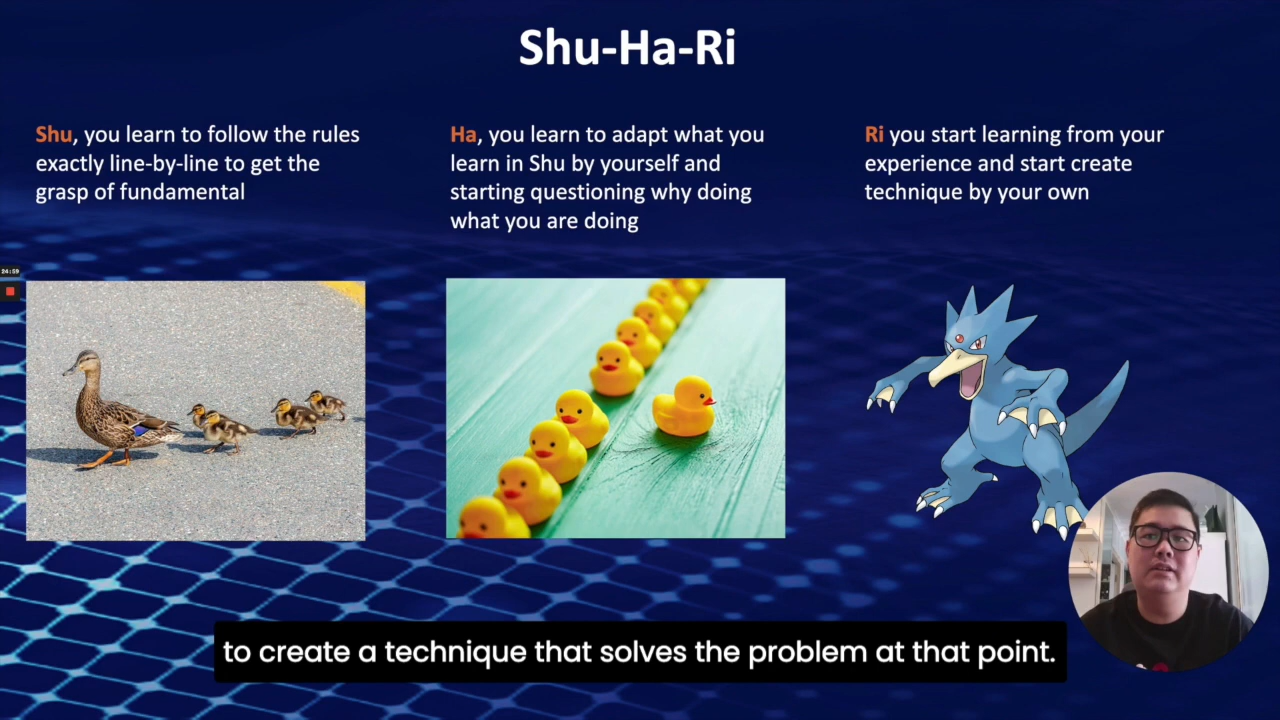 Shu-Ha-Ri
Shu, you learn to follow the rules
exactly line-by-line to get the
grasp of fundamental
Ha, you learn to adapt what you
learn in Shu by yourself and
starting questioning why doing
what you are doing
Ri you start learning from your
experience and start create
technique by your own
24:59
to create a technique that solves the problem at that point.